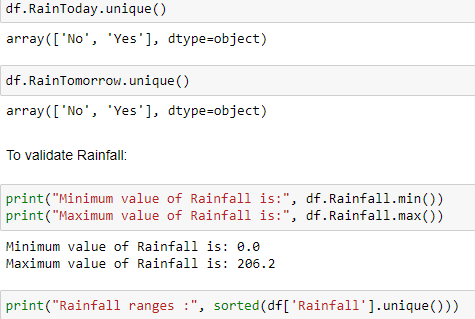 df.RainToday.unique()
array(['No', 'Yes'], dtype=object)
df.RainTomorrow.unique()
array(['No', 'Yes'], dtype=object)
To validate Rainfall:
print("Minimum value of Rainfall is:", df.Rainfall.min())
print("Maximum value of Rainfall is:", df.Rainfall.max())
Minimum value of Rainfall is: 0.0
Maximum value of Rainfall is: 206.2
print("Rainfall ranges :", sorted(df['Rainfall'].unique()))